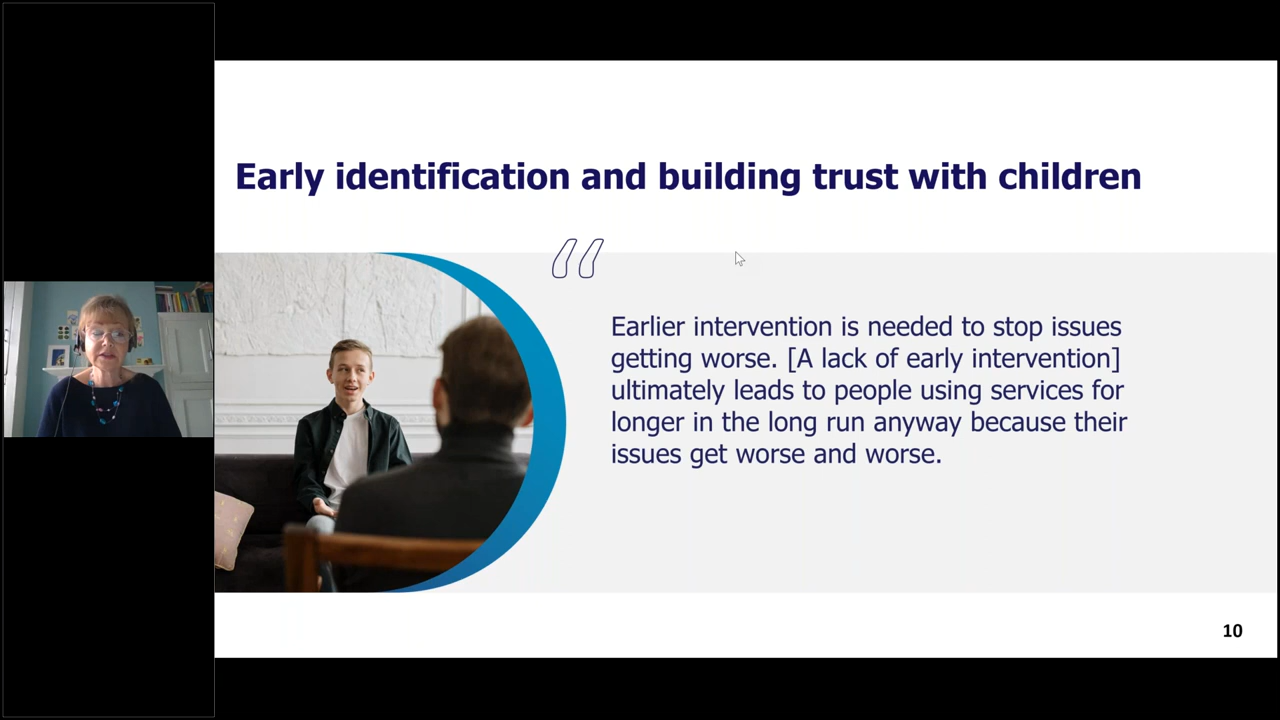 Early identification and building trust with children
“
Earlier intervention is needed to stop issues
getting worse. [A lack of early intervention]
ultimately leads to people using services for
longer in the long run anyway because their
issues get worse and worse.
10